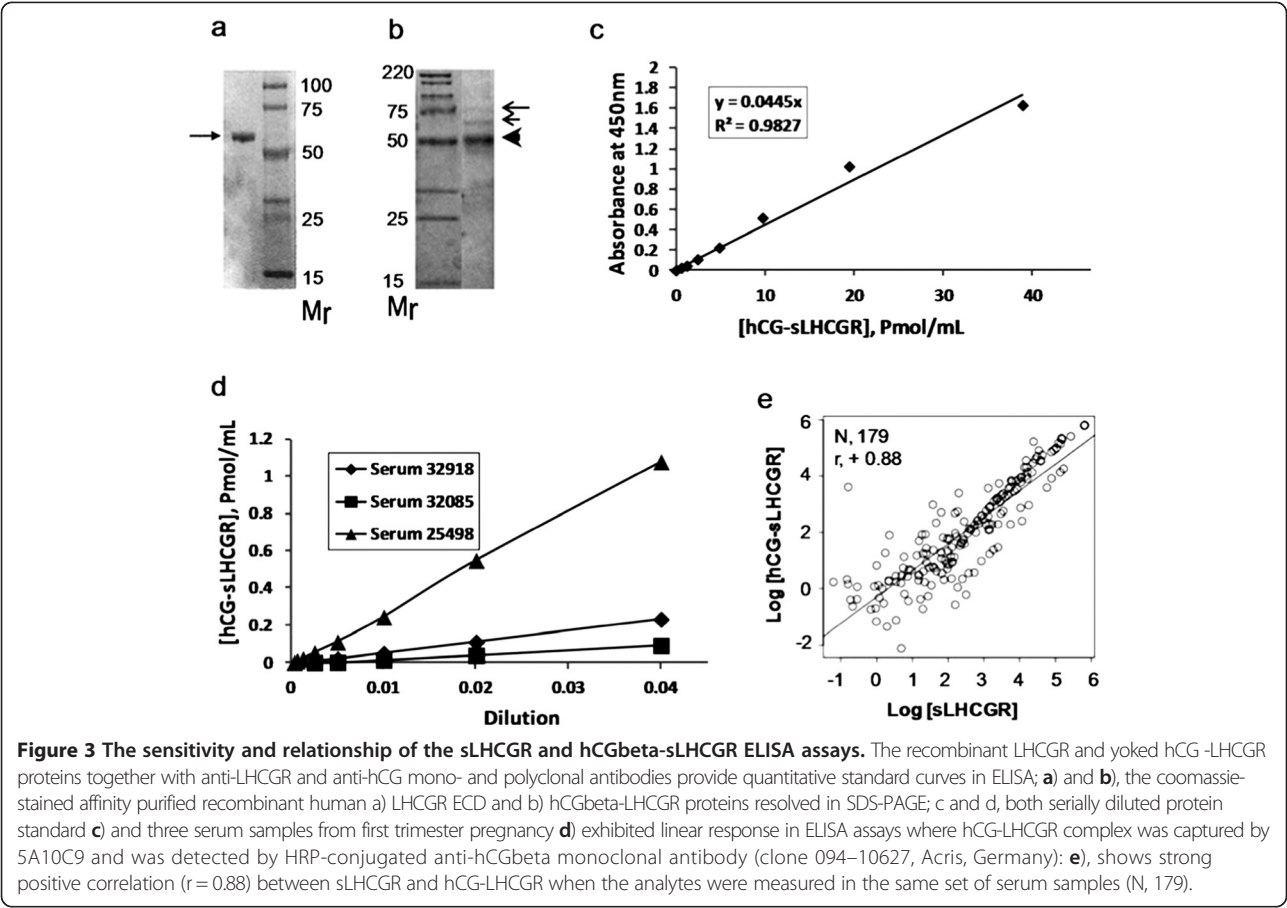 a
100
75
50
25
15
Mr
b
220
75
50
25
15
Mr
c
Absorbance at 450nm
2
1.8
1.6
1.4
1.2
1
0.8
0.6
0.4
0.2
0
y = 0.0445x
R² = 0.9827
0 10 20 30 40
[hCG-sLHCGR], Pmol/mL
d
[hCG-sLHCGR], Pmol/mL
1.2
1
0.8
0.6
0.4
0.2
0
Serum 32918
Serum 32085
Serum 25498
0 0.01 0.02 0.03 0.04
Dilution
e
Log [hCG-sLHCGR]
6
4
2
0
-2
N, 179
r, + 0.88
-1 0 1 2 3 4 5 6
Log [sLHCGR]
Figure 3 The sensitivity and relationship of the sLHCGR and hCGbeta-sLHCGR ELISA assays. The recombinant LHCGR and yoked hCG -LHCGR
proteins together with anti-LHCGR and anti-hCG mono- and polyclonal antibodies provide quantitative standard curves in ELISA; a) and b), the coomassie-
stained affinity purified recombinant human a) LHCGR ECD and b) hCGbeta-LHCGR proteins resolved in SDS-PAGE; c and d, both serially diluted protein
standard c) and three serum samples from first trimester pregnancy d) exhibited linear response in ELISA assays where hCG-LHCGR complex was captured by
5A10C9 and was detected by HRP-conjugated anti-hCGbeta monoclonal antibody (clone 094–10627, Acris, Germany): e), shows strong
positive correlation (r = 0.88) between sLHCGR and hCG-LHCGR when the analytes were measured in the same set of serum samples (N, 179).